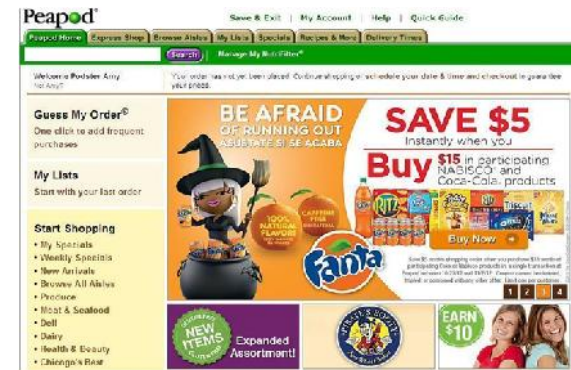 Peapod
Save & Exit | My Account | Help | Quick Guide
Peapod Home Express Shop Browse Aisles My Lists Specials Recipes & More Delivery Times
Search Manage My NutriFilter
Welcome Podster Amy
Not Amy?
Your order has not yet been placed. Continue shopping or schedule your date & time and checkout to guarantee
your prices.
Guess My Order®
One click to add frequent
purchases
My Lists
Start with your last order
Start Shopping
• My Specials
• Weekly Specials
• New Arrivals
• Browse All Aisles
• Produce
• Meat & Seafood
• Deli
• Dairy
• Health & Beauty
• Chicago's Best
BE AFRAID
OF RUNNING OUT
ASÚSTATE SI SE ACABA
100%
NATURAL
FLAVORS
CAFFEINE
FREE
Fanta
SAVE $5
Instantly when you
Buy $15 in participating
NABISCO and
Coca-Cola products
RITZ
Buy Now
1 2 3 4
NEW
ITEMS
Expanded
Assortment!
PIRATE'S BOOTY
EARN
$10